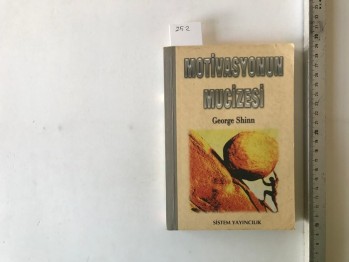 252
MOTİVASYONUN
MUCİZESİ
George Shinn
SİSTEM YAYINCILIK